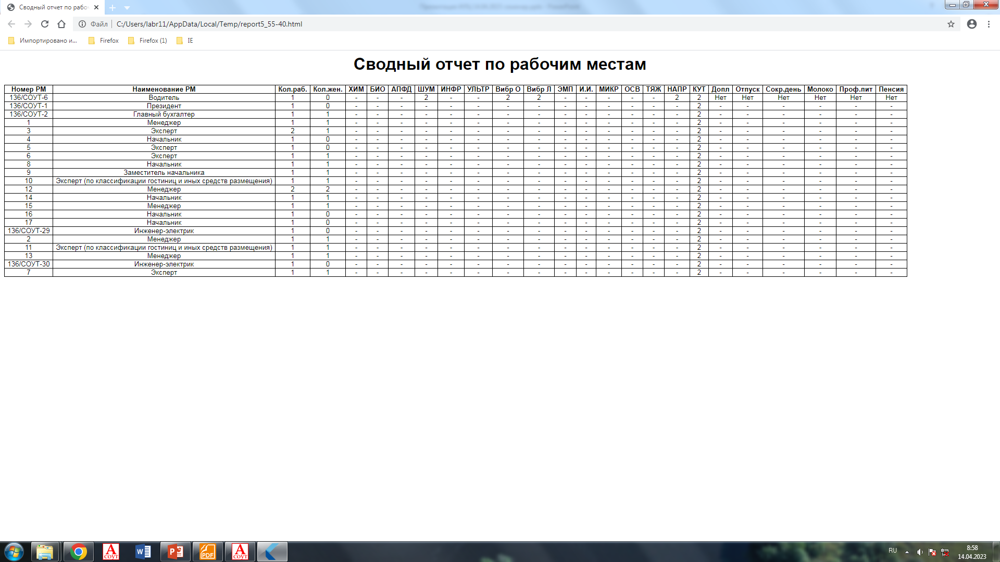 Сводный отчет по рабоч
Файл C:/Users/labr11/AppData/Local/Temp/report5_55-40.html
Импортировано и... Firefox Firefox (1) IE
Сводный отчет по рабочим местам
Номер РМ Наименование РМ Кол.раб. Кол.жен. ХИМ БИО АПФД ШУМ ИНФР УЛЬТР Вибр О Вибр Л ЭМП И.И. МИКР ОСВ ТЯЖ НАПР КУТ Допл Отпуск Сокр.день Молоко Проф.пит Пенсия
136/СОУТ-6 Водитель 1 0 - - - 2 - - 2 2 - - - - - 2 2 Нет Нет Нет Нет Нет Нет
136/СОУТ-1 Президент 1 0 - - - - - - - - - - - - - - 2 - - - - - -
136/СОУТ-2 Главный бухгалтер 1 1 - - - - - - - - - - - - - - 2 - - - - - -
1 Менеджер 1 1 - - - - - - - - - - - - - - 2 - - - - - -
3 Эксперт 2 1 - - - - - - - - - - - - - - 2 - - - - - -
4 Начальник 1 0 - - - - - - - - - - - - - - 2 - - - - - -
5 Эксперт 1 0 - - - - - - - - - - - - - - 2 - - - - - -
6 Эксперт 1 1 - - - - - - - - - - - - - - 2 - - - - - -
8 Начальник 1 1 - - - - - - - - - - - - - - 2 - - - - - -
9 Заместитель начальника 1 1 - - - - - - - - - - - - - - 2 - - - - - -
10 Эксперт (по классификации гостиниц и иных средств размещения) 1 1 - - - - - - - - - - - - - - 2 - - - - - -
12 Менеджер 2 2 - - - - - - - - - - - - - - 2 - - - - - -
14 Начальник 1 1 - - - - - - - - - - - - - - 2 - - - - - -
15 Менеджер 1 1 - - - - - - - - - - - - - - 2 - - - - - -
16 Начальник 1 0 - - - - - - - - - - - - - - 2 - - - - - -
17 Начальник 1 0 - - - - - - - - - - - - - - 2 - - - - - -
136/СОУТ-29 Инженер-электрик 1 0 - - - - - - - - - - - - - - 2 - - - - - -
2 Менеджер 1 1 - - - - - - - - - - - - - - 2 - - - - - -
11 Эксперт (по классификации гостиниц и иных средств размещения) 1 1 - - - - - - - - - - - - - - 2 - - - - - -
13 Менеджер 1 1 - - - - - - - - - - - - - - 2 - - - - - -
136/СОУТ-30 Инженер-электрик 1 0 - - - - - - - - - - - - - - 2 - - - - - -
7 Эксперт 1 1 - - - - - - - - - - - - - - 2 - - - - - -
А СОУТ W P PDF А СОУТ RU 8:58
14.04.2023